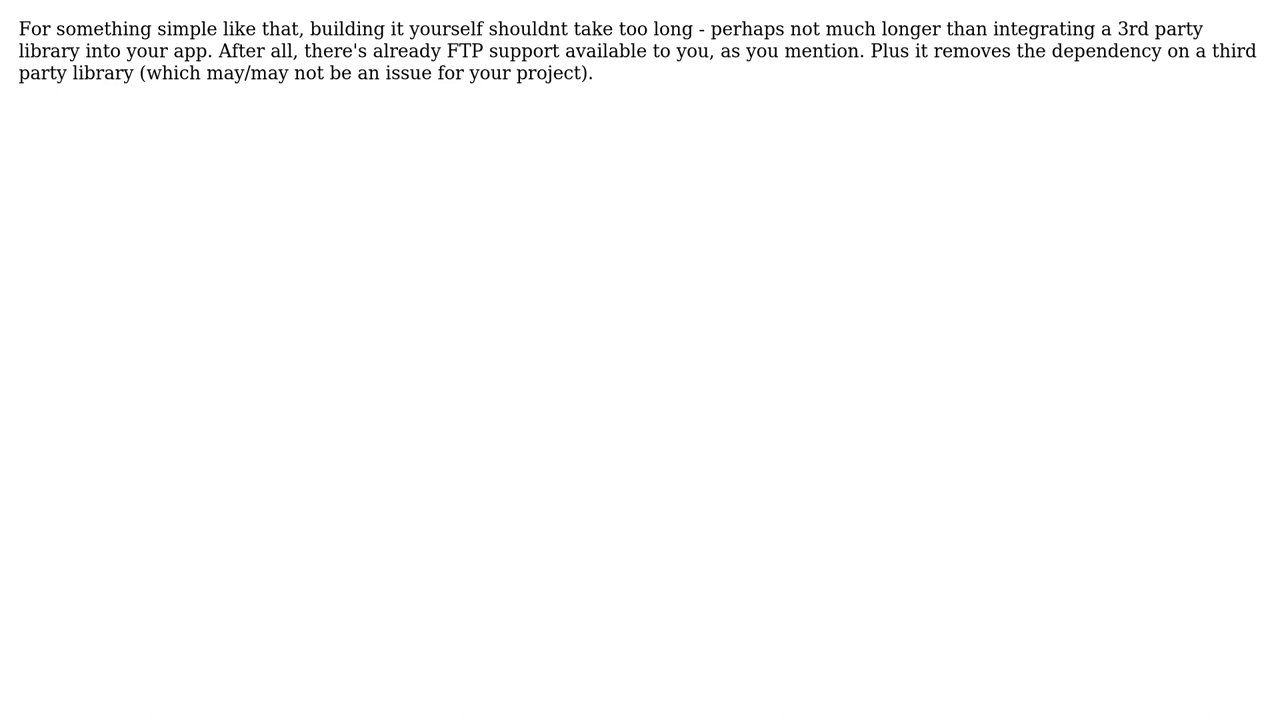 For something simple like that, building it yourself shouldnt take too long - perhaps not much longer than integrating a 3rd party
library into your app. After all, there's already FTP support available to you, as you mention. Plus it removes the dependency on a third
party library (which may/may not be an issue for your project).